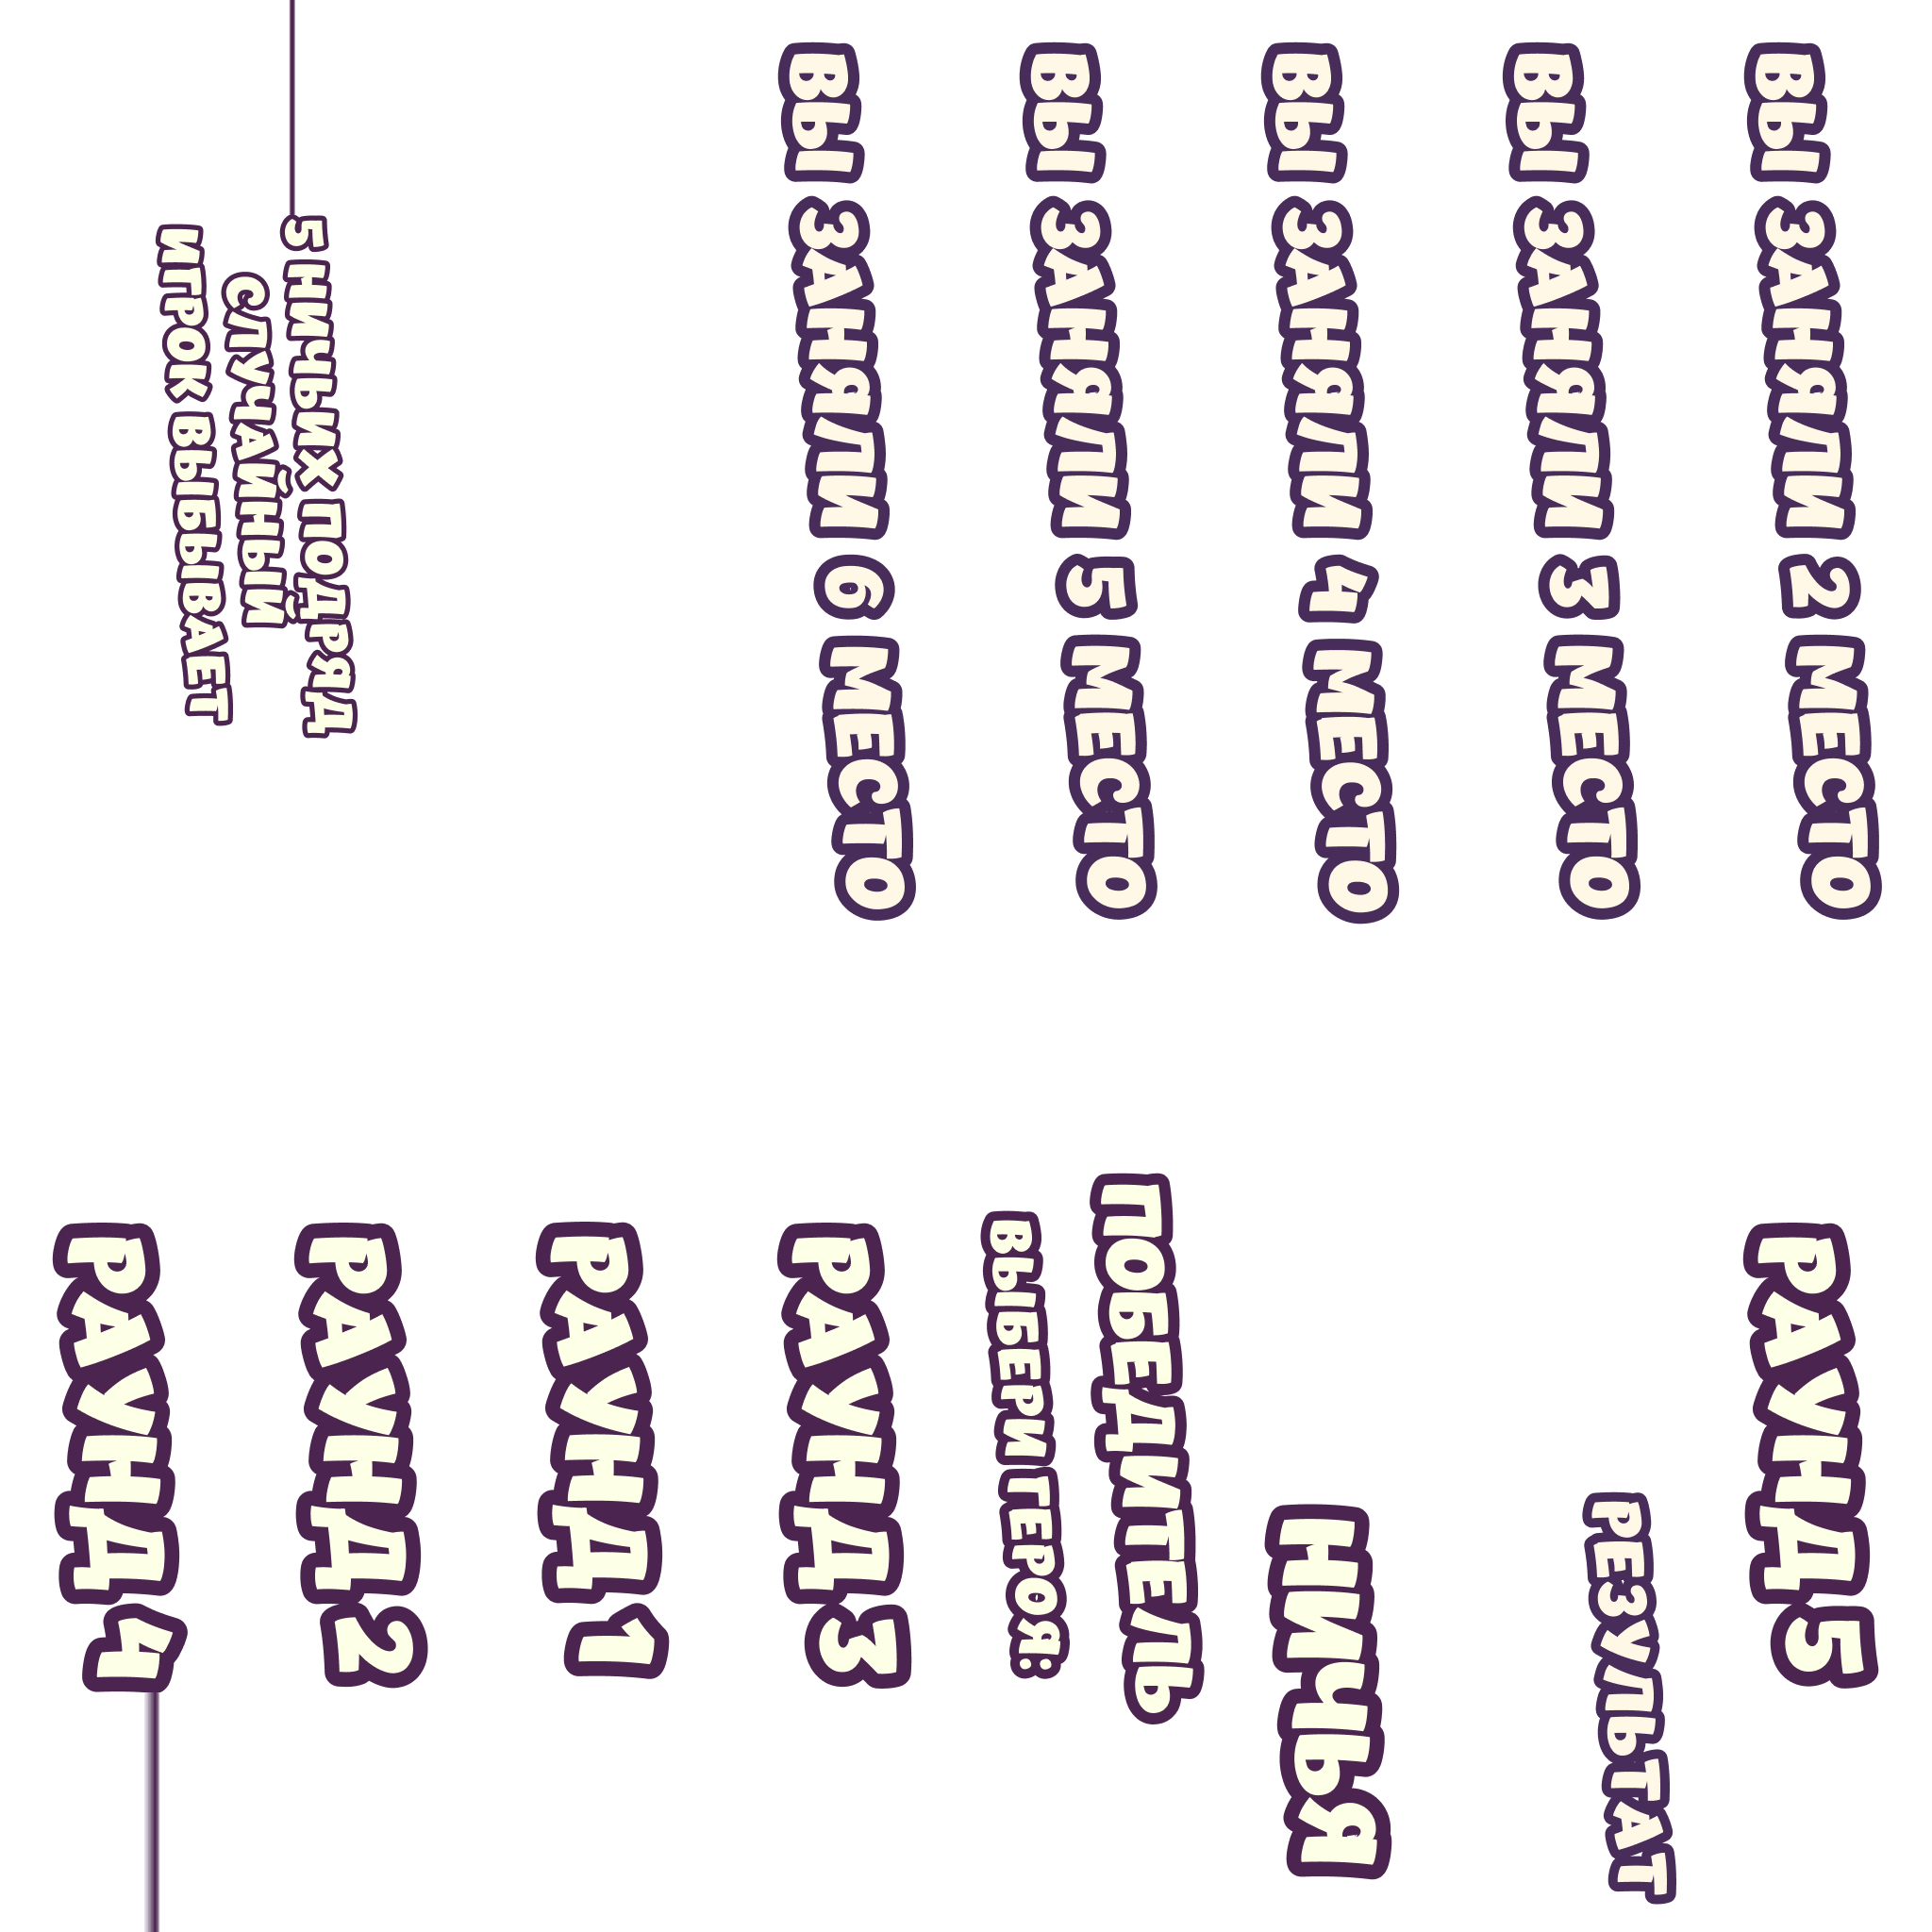 5 НИЧЬИХ ПОДРЯД
СЛУЧАЙНЫЙ
ИГРОК ВЫБЫВАЕТ
ВЫ ЗАНЯЛИ 6 МЕСТО
ВЫ ЗАНЯЛИ 5 МЕСТО
ВЫ ЗАНЯЛИ 4 МЕСТО
ВЫ ЗАНЯЛИ 3 МЕСТО
ВЫ ЗАНЯЛИ 2 МЕСТО
РАУНД 4
РАУНД 2
РАУНД 1
РАУНД 3
ПОБЕДИТЕЛЬ
ВЫБЕРИ ГЕРОЯ:
НИЧЬЯ
РЕЗУЛЬТАТ
РАУНД 5